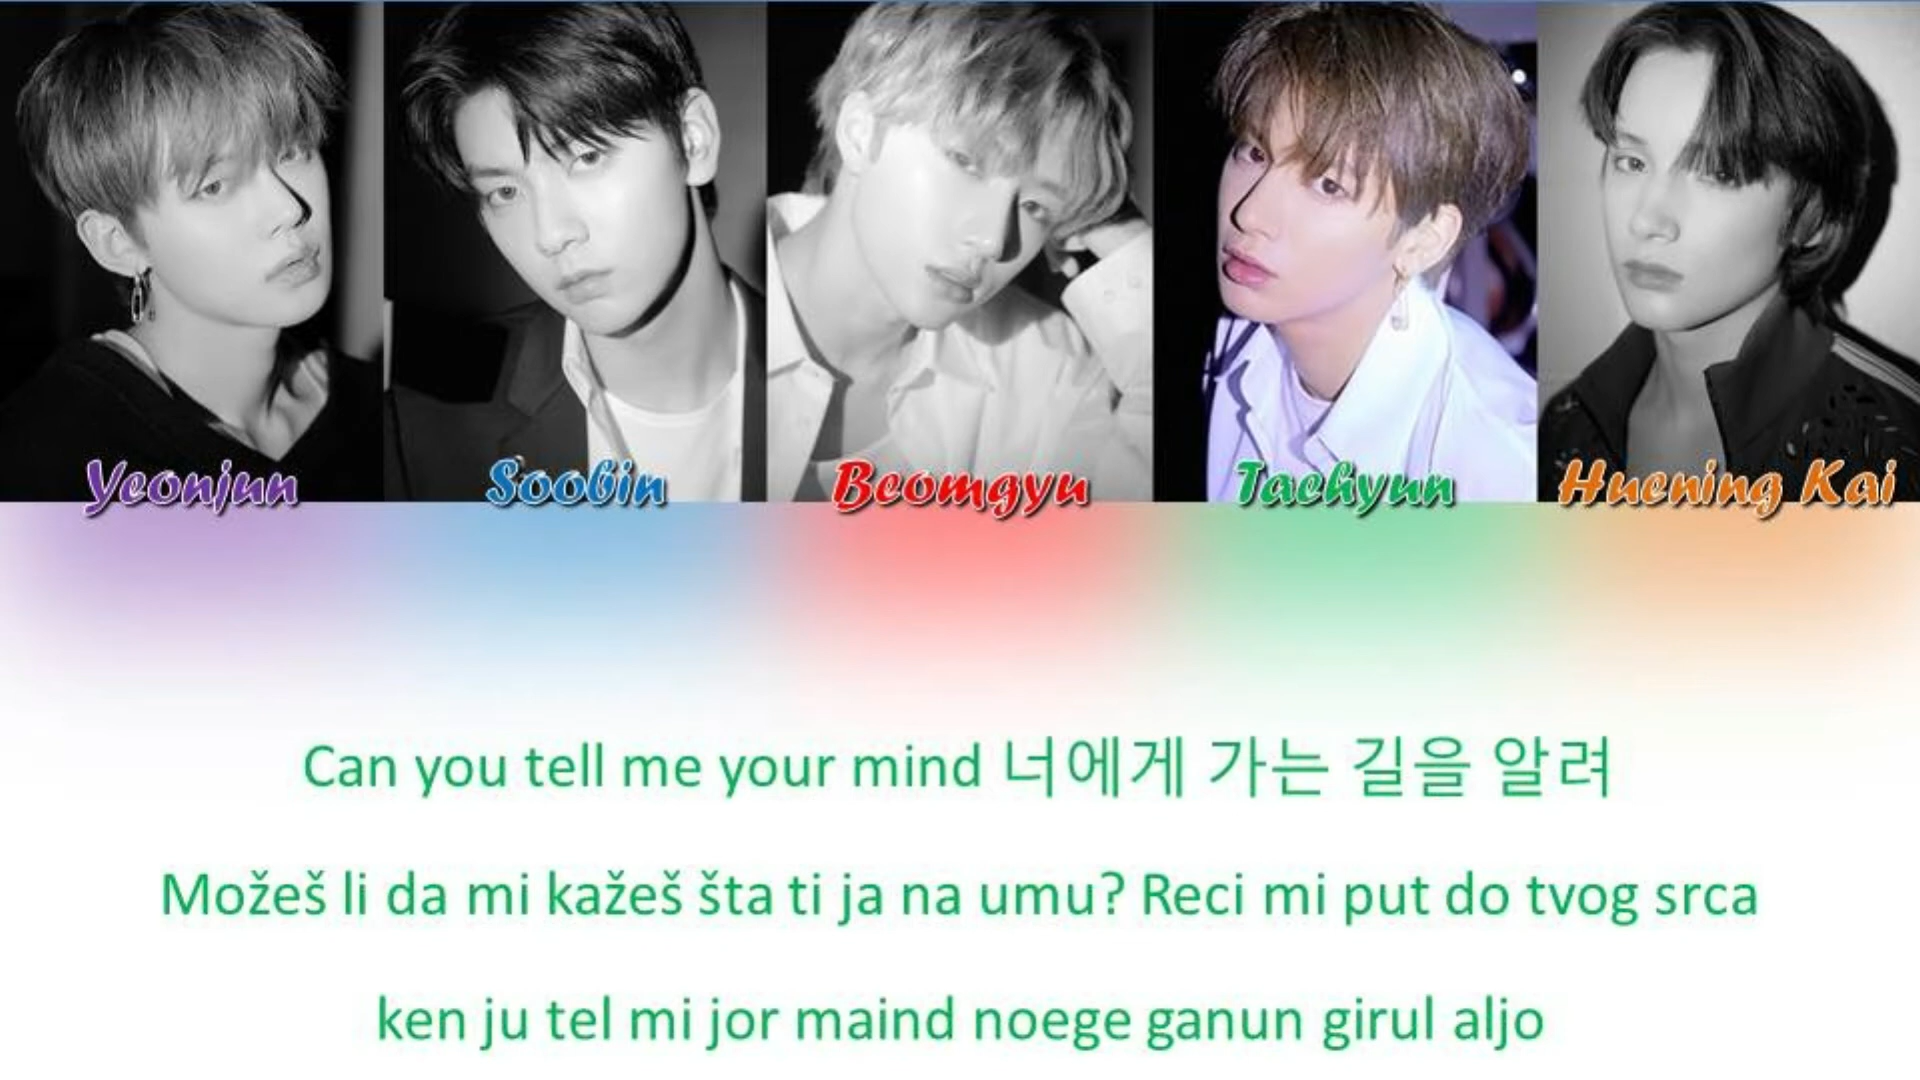 Yeonjun Soobin Beomgyu Taehyun Huening Kai
Can you tell me your mind 너에게 가는 길을 알려
Možeš li da mi kažeš šta ti ja na umu? Reci mi put do tvog srca
ken ju tel mi jor maind noege ganun girul aljo